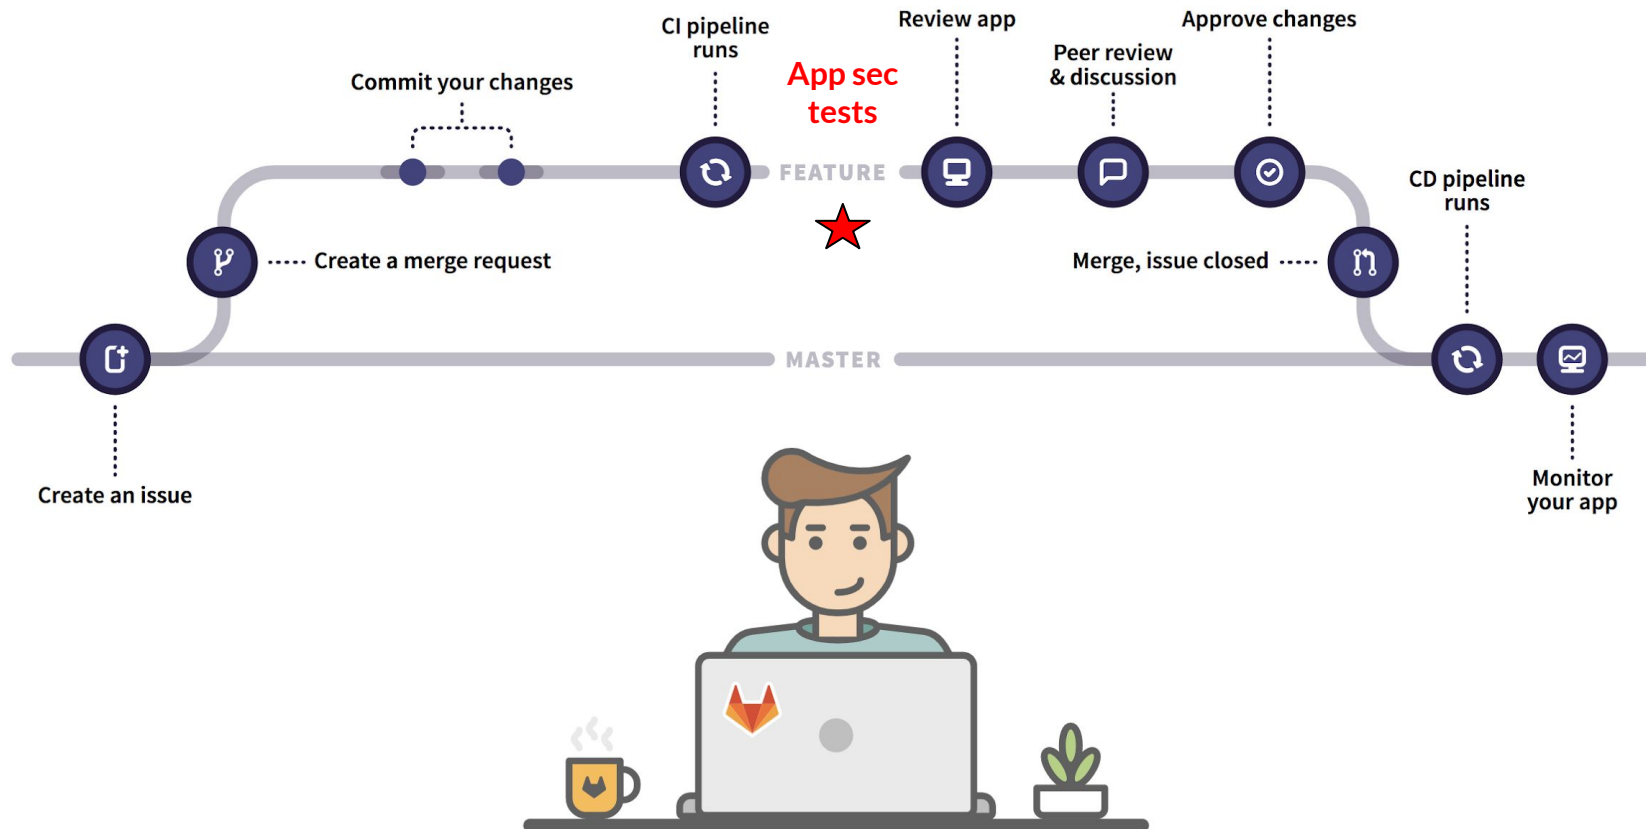 CI pipeline
runs
Review app
Approve changes
Peer review
& discussion
App sec
tests
Commit your changes
FEATURE
CD pipeline
runs
Create a merge request
Merge, issue closed
MASTER
Create an issue
Monitor
your app